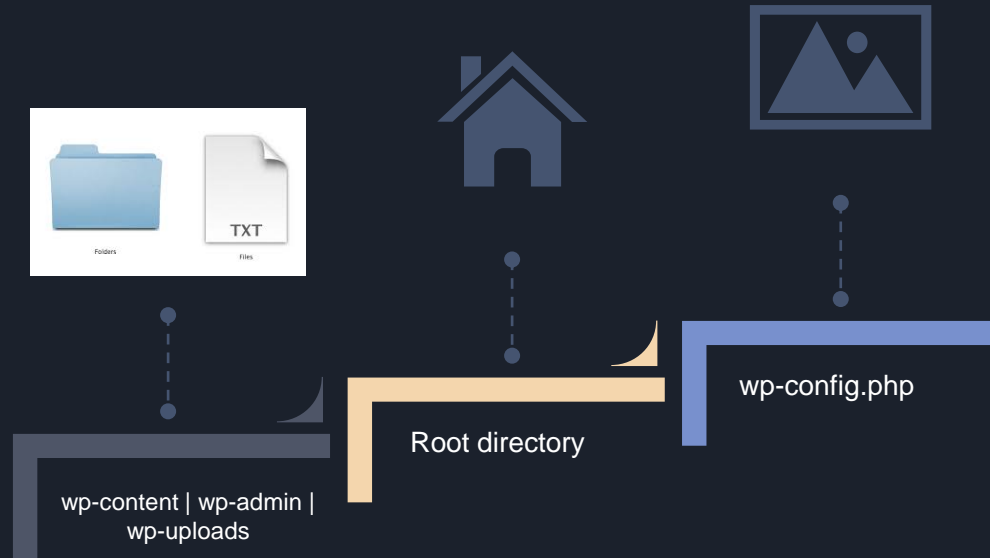 TXT
Folders
Files
wp-content | wp-admin |
wp-uploads
Root directory
wp-config.php